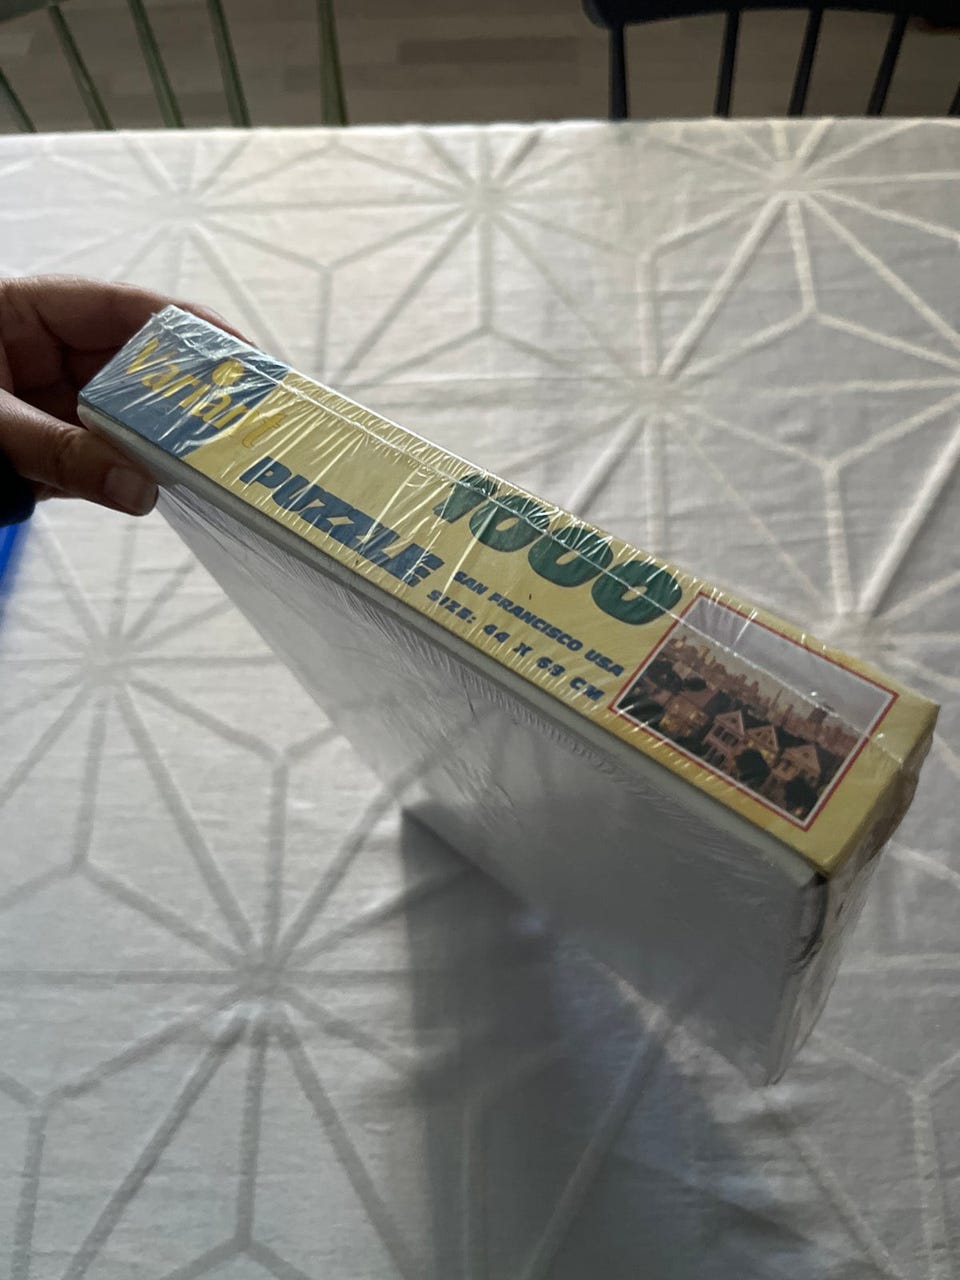 Variant
PUZZLE 1000
SAN FRANCISCO USA
SIZE: 44 X 63 CM